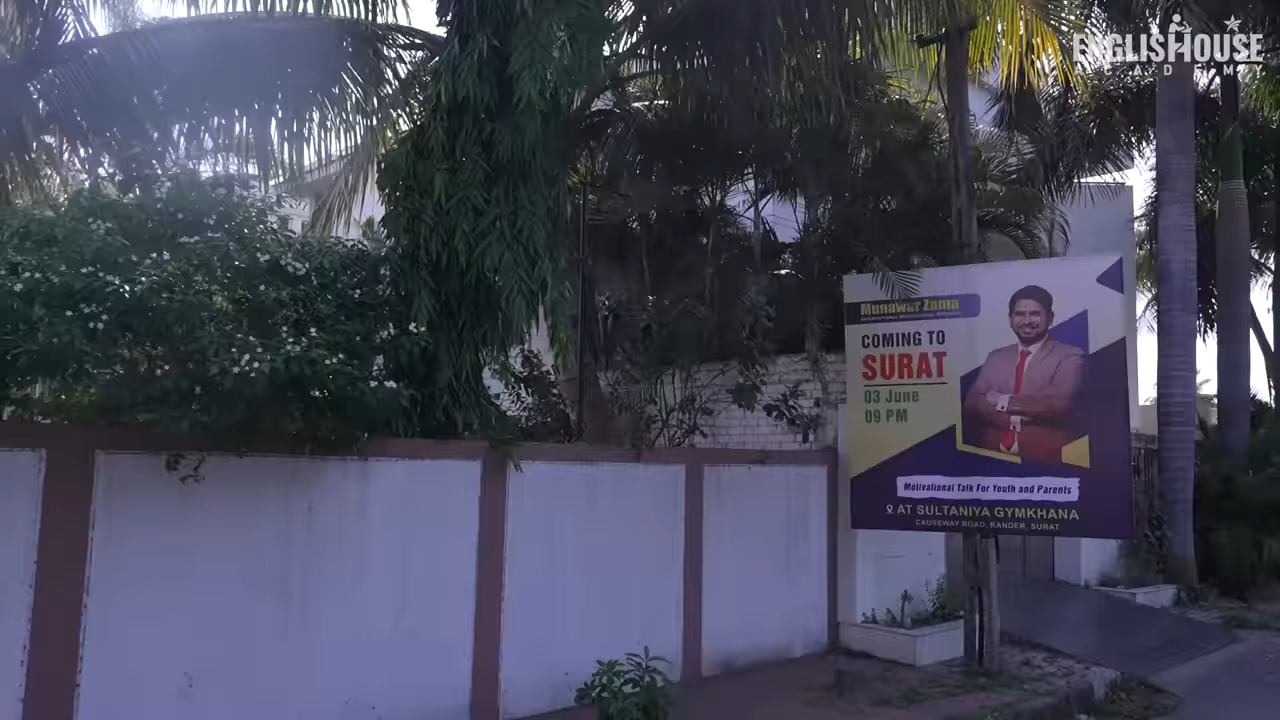 ENGLISHHOUSE
ACADEMY
Munawar Zama
COMING TO
SURAT
03 June
09 PM
Motivational Talk For Youth and Parents
AT SULTANIYA GYMKHANA
CAUSEWAY ROAD, RANDER, SURAT